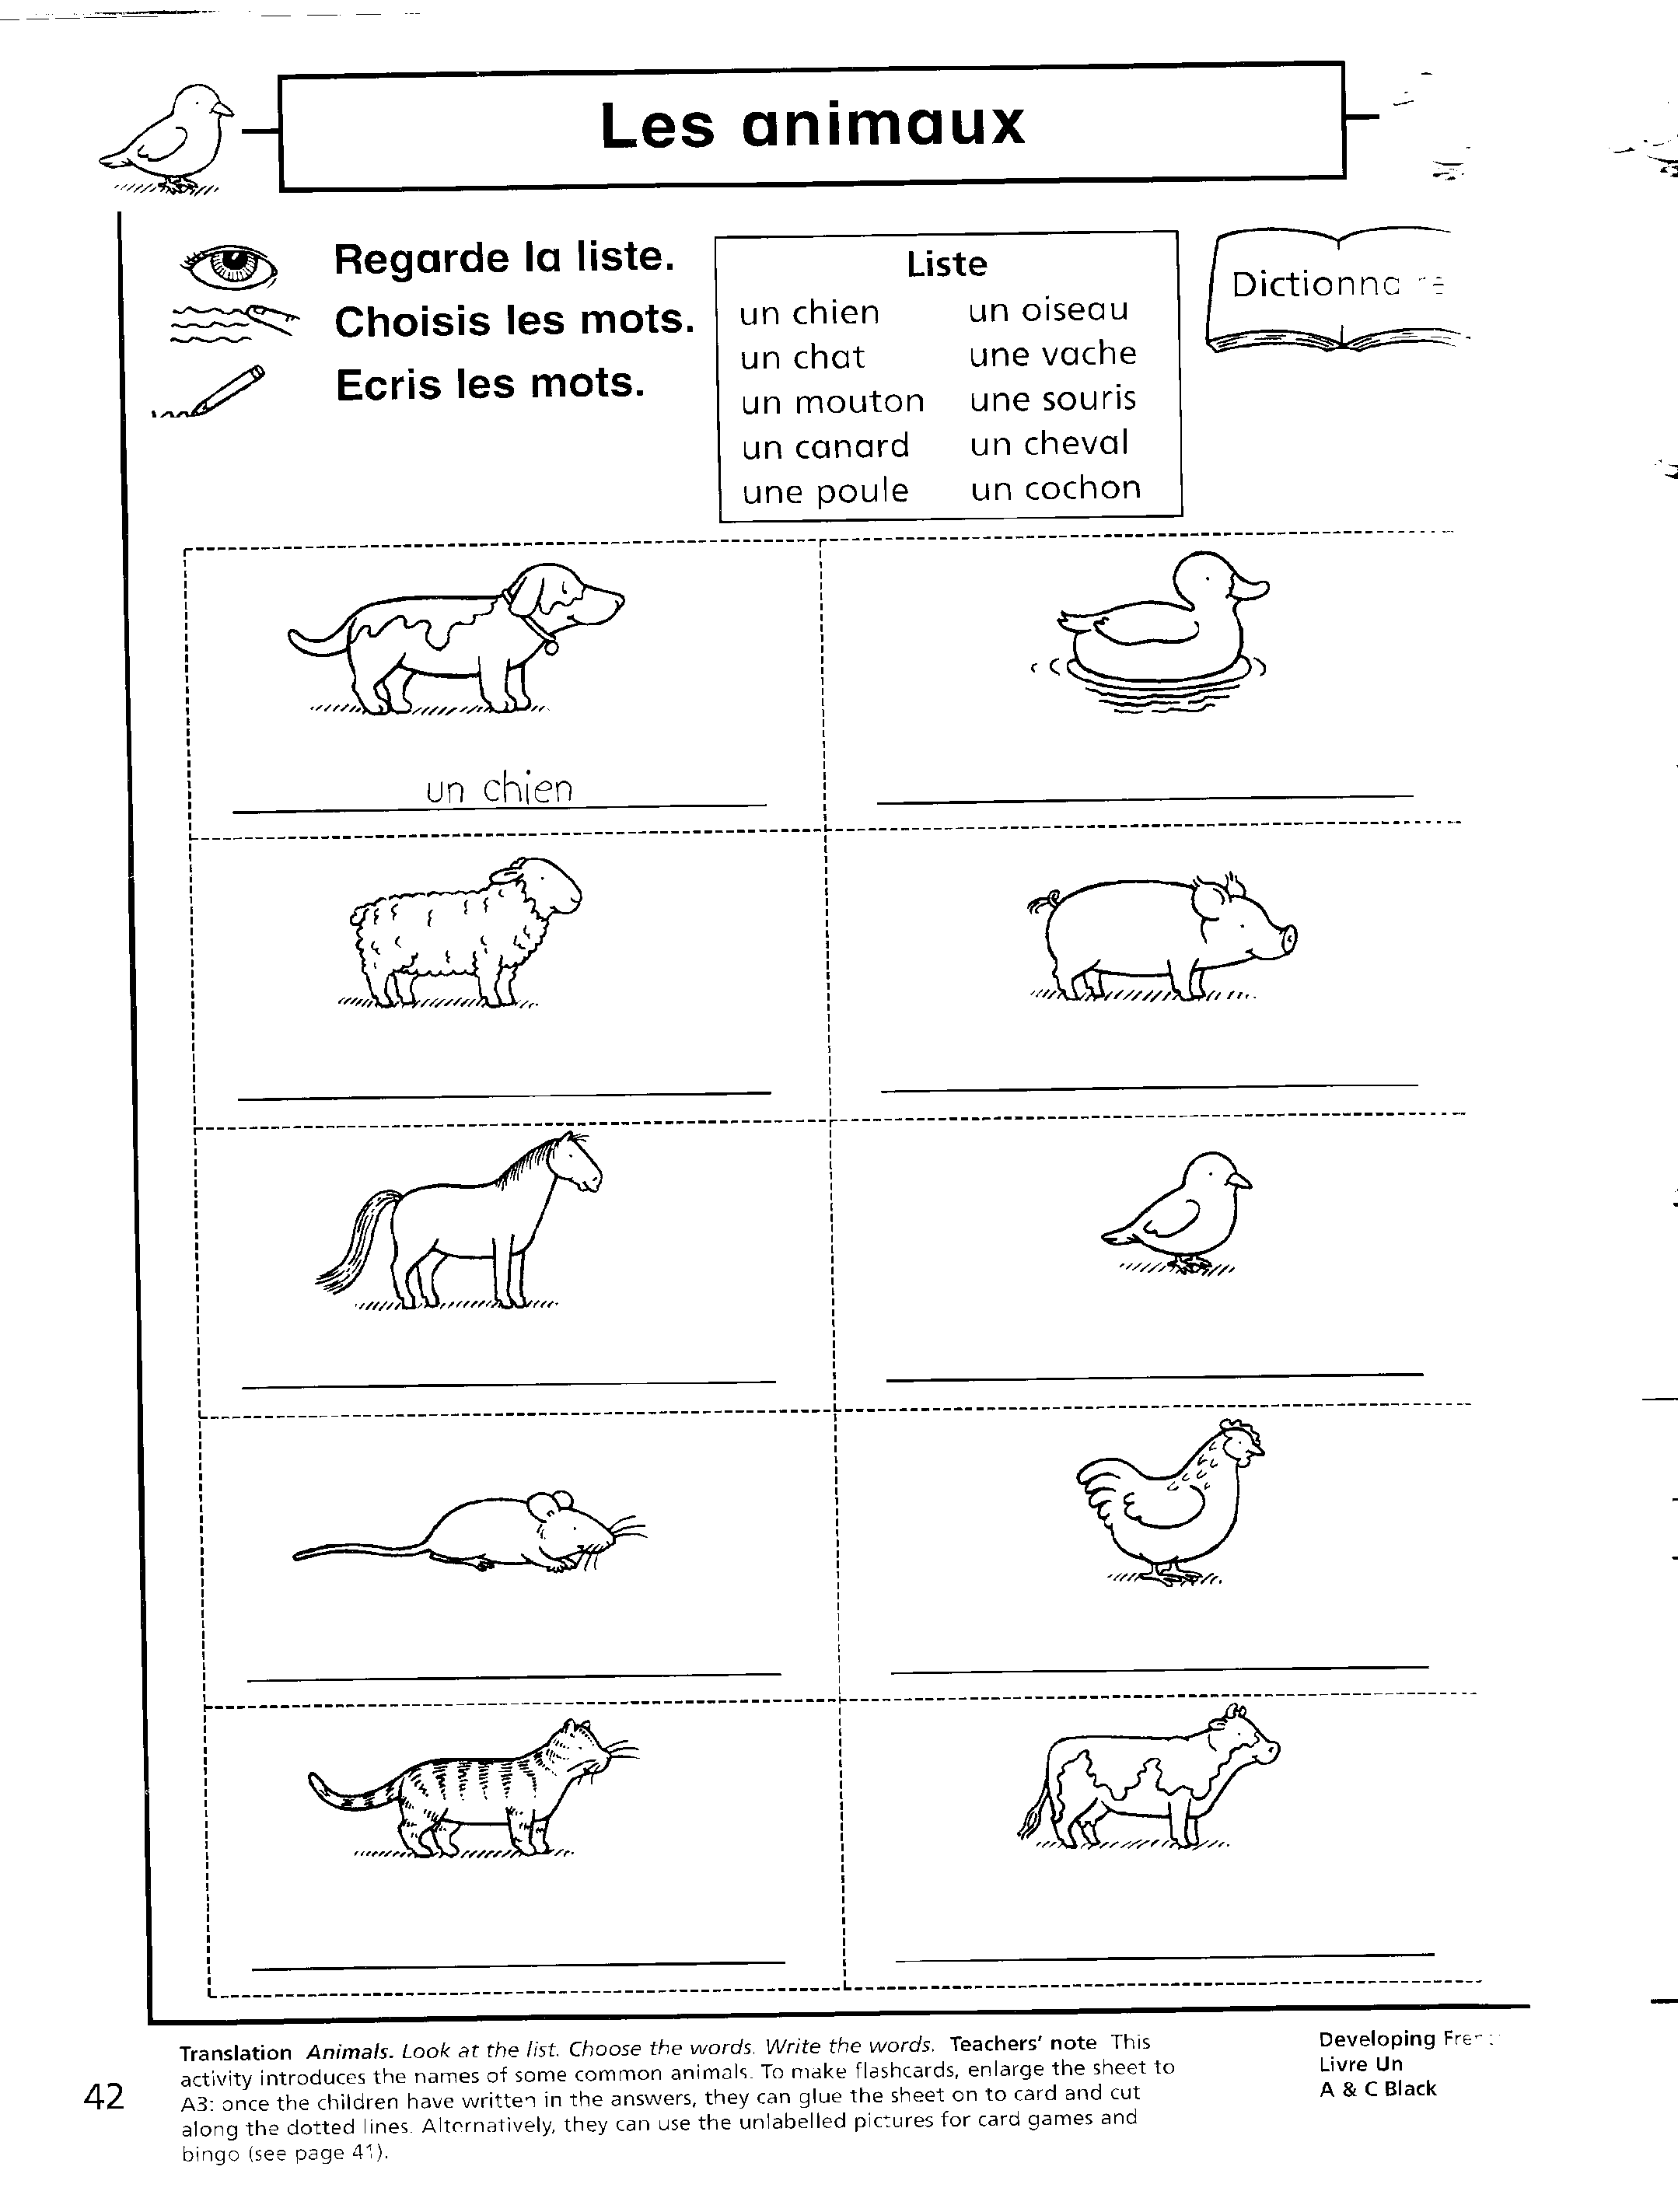 Les animaux
Regarde la liste.
Choisis les mots.
Ecris les mots.
Liste
un chien un oiseau
un chat une vache
un mouton une souris
un canard un cheval
une poule un cochon
un chien
Translation Animals. Look at the list. Choose the words. Write the words. Teachers' note This
activity introduces the names of some common animals. To make flashcards, enlarge the sheet to
A3: once the children have written in the answers, they can glue the sheet on to card and cut
along the dotted lines. Alternatively, they can use the unlabelled pictures for card games and
bingo (see page 41).
42
Developing
Livre Un
A & C Black